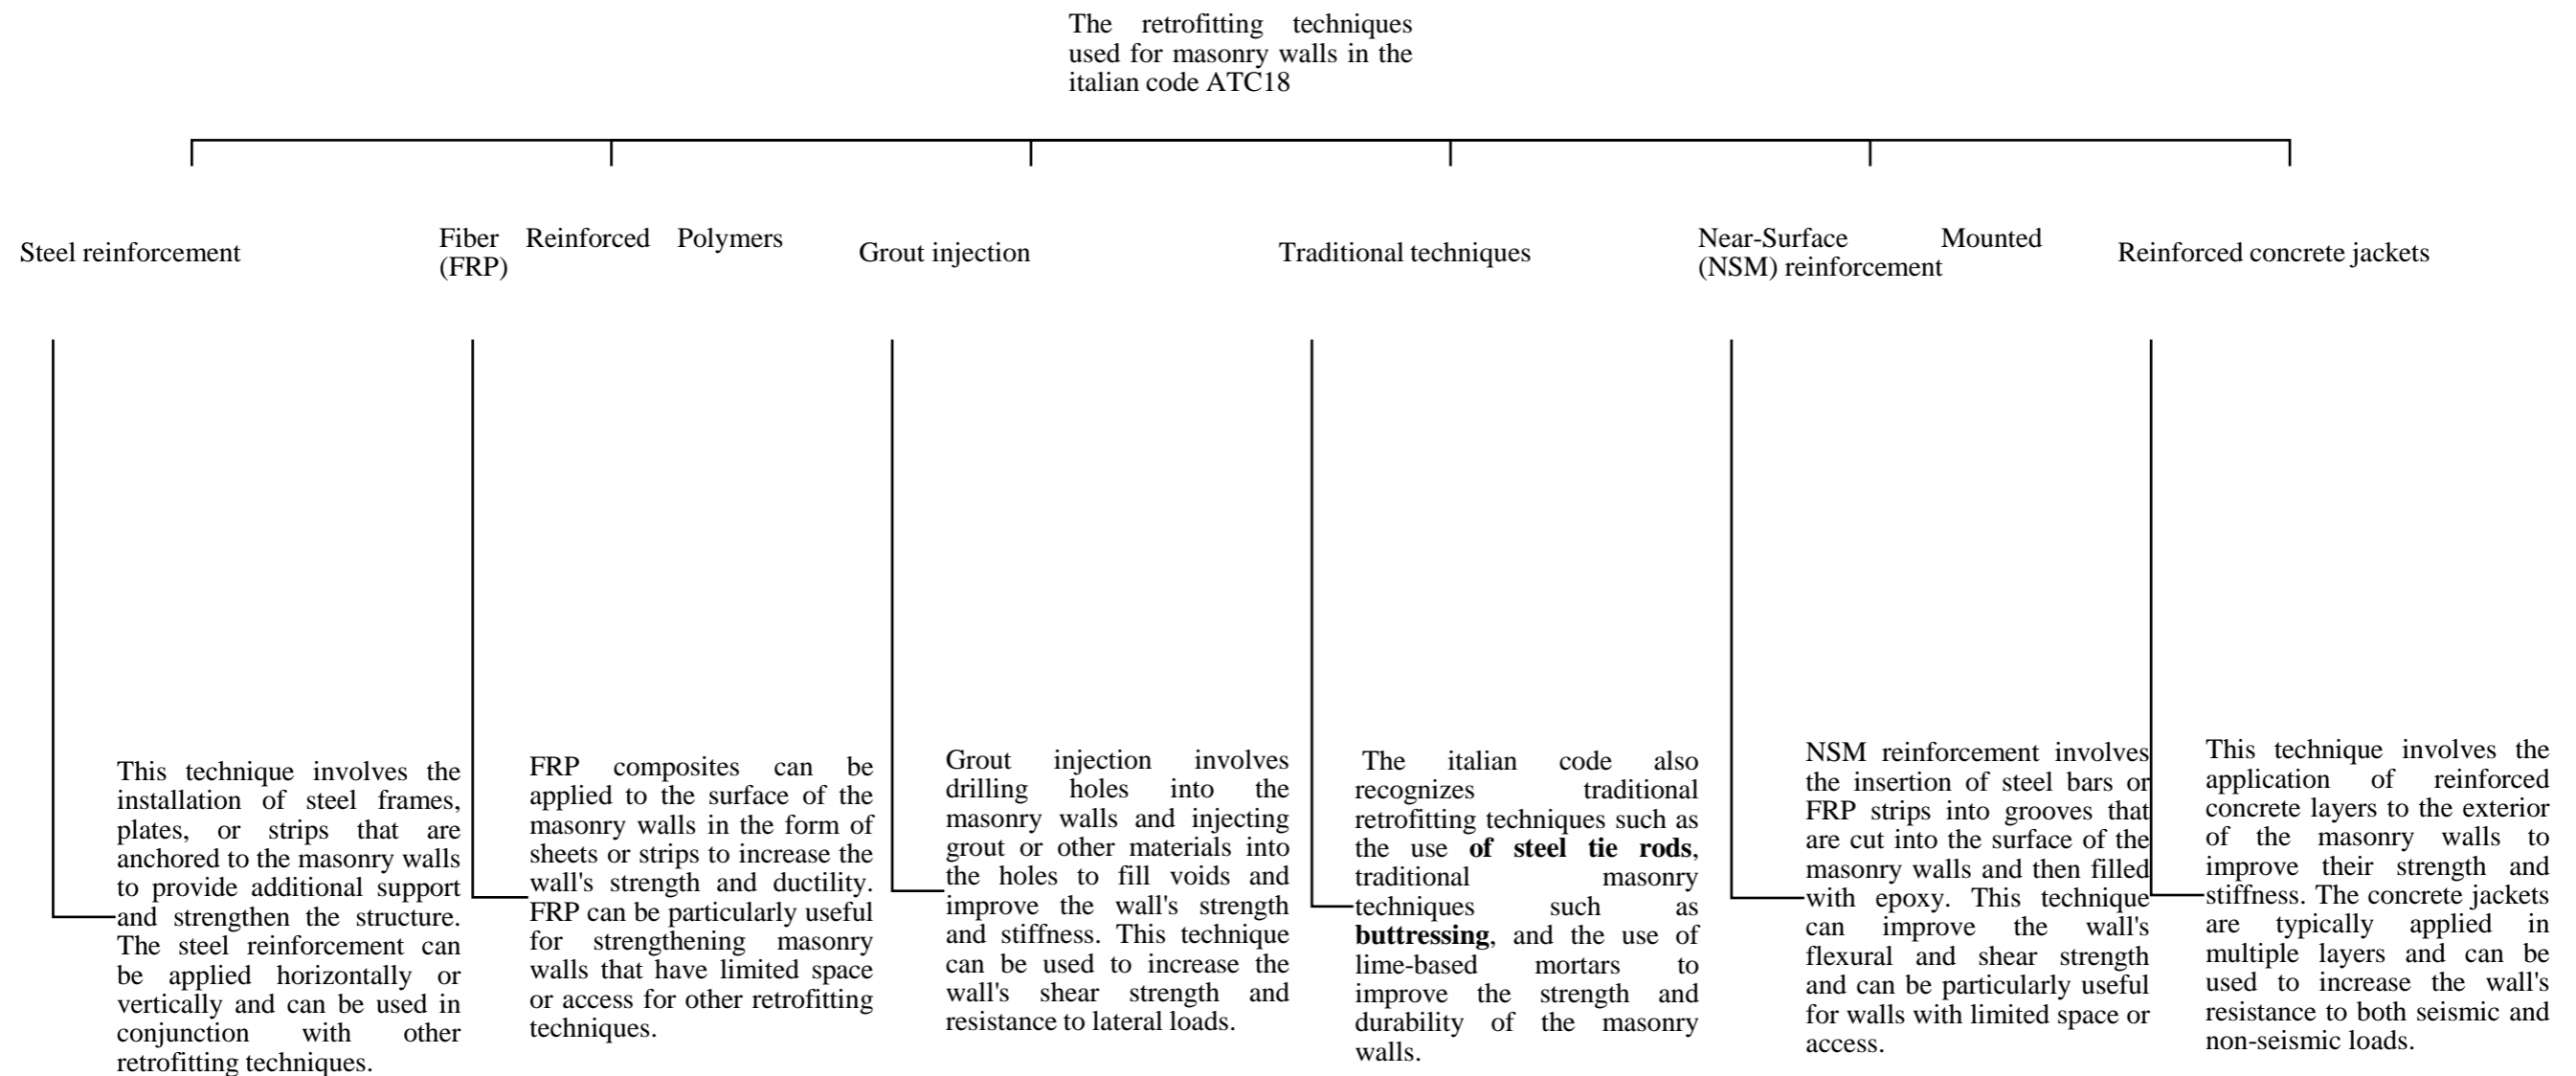 The retrofitting techniques
used for masonry walls in the
italian code ATC18
Steel reinforcement
Fiber Reinforced Polymers
(FRP)
Grout injection
Traditional techniques
Near-Surface Mounted
(NSM) reinforcement
Reinforced concrete jackets
This technique involves the
installation of steel frames,
plates, or strips that are
anchored to the masonry walls
to provide additional support
and strengthen the structure.
The steel reinforcement can
be applied horizontally or
vertically and can be used in
conjunction with other
retrofitting techniques.
FRP composites can be
applied to the surface of the
masonry walls in the form of
sheets or strips to increase the
wall's strength and ductility.
FRP can be particularly useful
for strengthening masonry
walls that have limited space
or access for other retrofitting
techniques.
Grout injection involves
drilling holes into the
masonry walls and injecting
grout or other materials into
the holes to fill voids and
improve the wall's strength
and stiffness. This technique
can be used to increase the
wall's shear strength and
resistance to lateral loads.
The italian code also
recognizes traditional
retrofitting techniques such as
the use of steel tie rods,
traditional masonry
techniques such as
buttressing, and the use of
lime-based mortars to
improve the strength and
durability of the masonry
walls.
NSM reinforcement involves
the insertion of steel bars or
FRP strips into grooves that
are cut into the surface of the
masonry walls and then filled
with epoxy. This technique
can improve the wall's
flexural and shear strength
and can be particularly useful
for walls with limited space or
access.
This technique involves the
application of reinforced
concrete layers to the exterior
of the masonry walls to
improve their strength and
stiffness. The concrete jackets
are typically applied in
multiple layers and can be
used to increase the wall's
resistance to both seismic and
non-seismic loads.